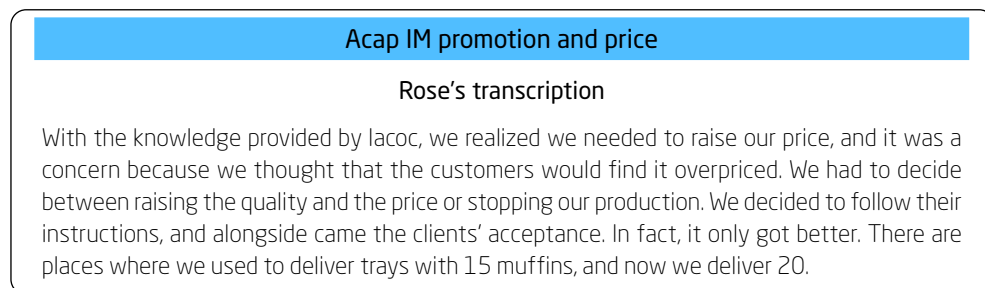 Acap IM promotion and price
Rose's transcription
With the knowledge provided by Iacoc, we realized we needed to raise our price, and it was a
concern because we thought that the customers would find it overpriced. We had to decide
between raising the quality and the price or stopping our production. We decided to follow their
instructions, and alongside came the clients' acceptance. In fact, it only got better. There are
places where we used to deliver trays with 15 muffins, and now we deliver 20.